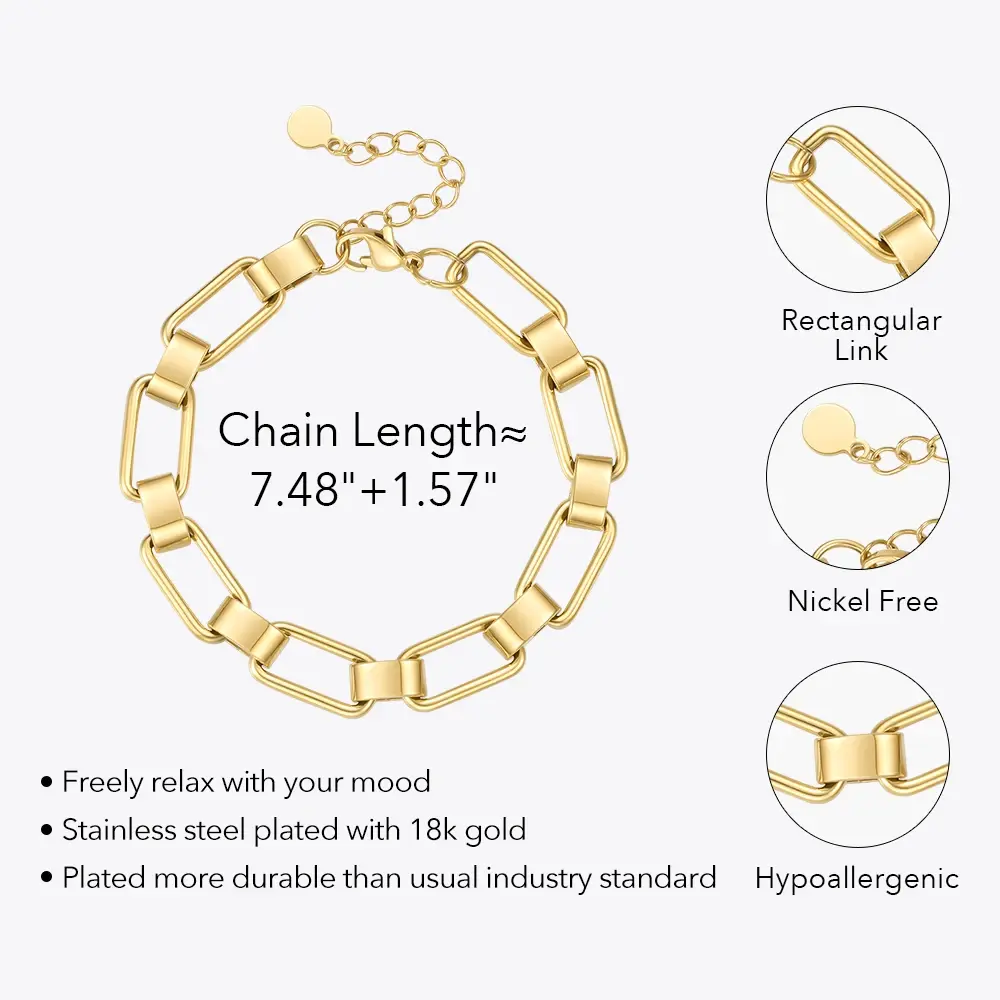 Chain Length≈
7.48"+1.57"
Rectangular
Link
Nickel Free
Hypoallergenic
• Freely relax with your mood
• Stainless steel plated with 18k gold
• Plated more durable than usual industry standard